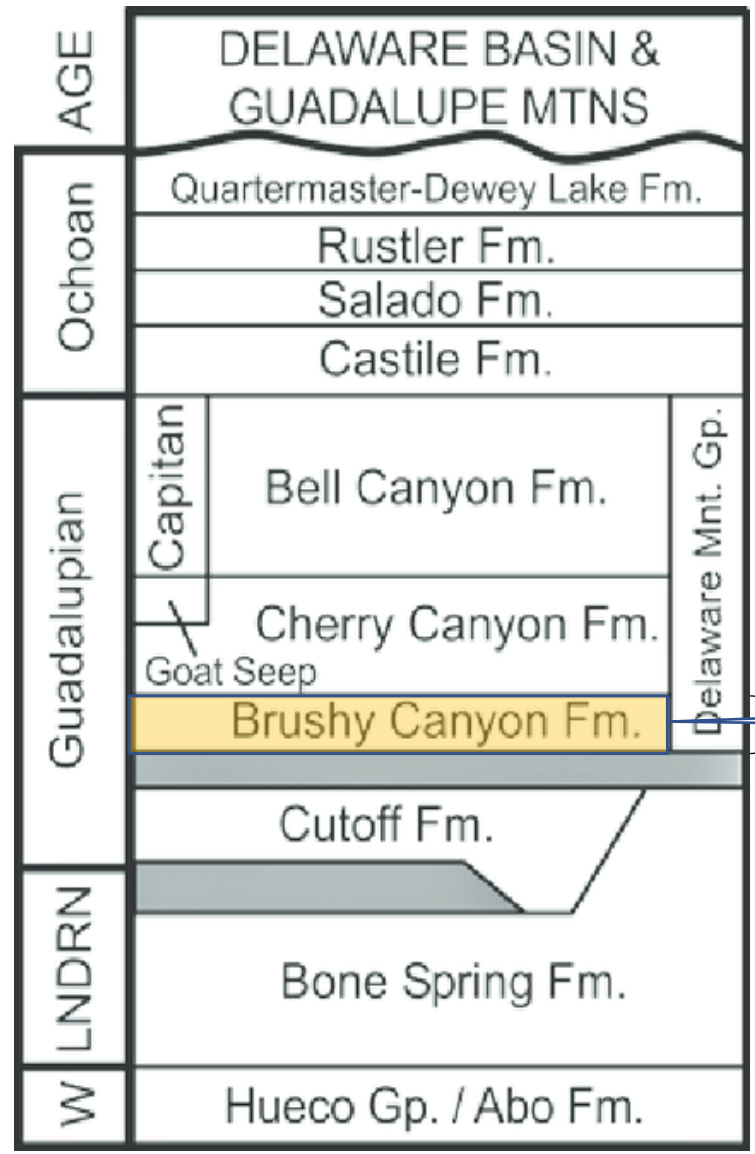 AGE
DELAWARE BASIN &
GUADALUPE MTNS
Ochoan
Quartermaster-Dewey Lake Fm.
Rustler Fm.
Salado Fm.
Castile Fm.
Guadalupian
Capitan
Bell Canyon Fm.
Delaware Mnt. Gp.
Cherry Canyon Fm.
Goat Seep
Brushy Canyon Fm.
Cutoff Fm.
LNDRN
Bone Spring Fm.
W
Hueco Gp. / Abo Fm.